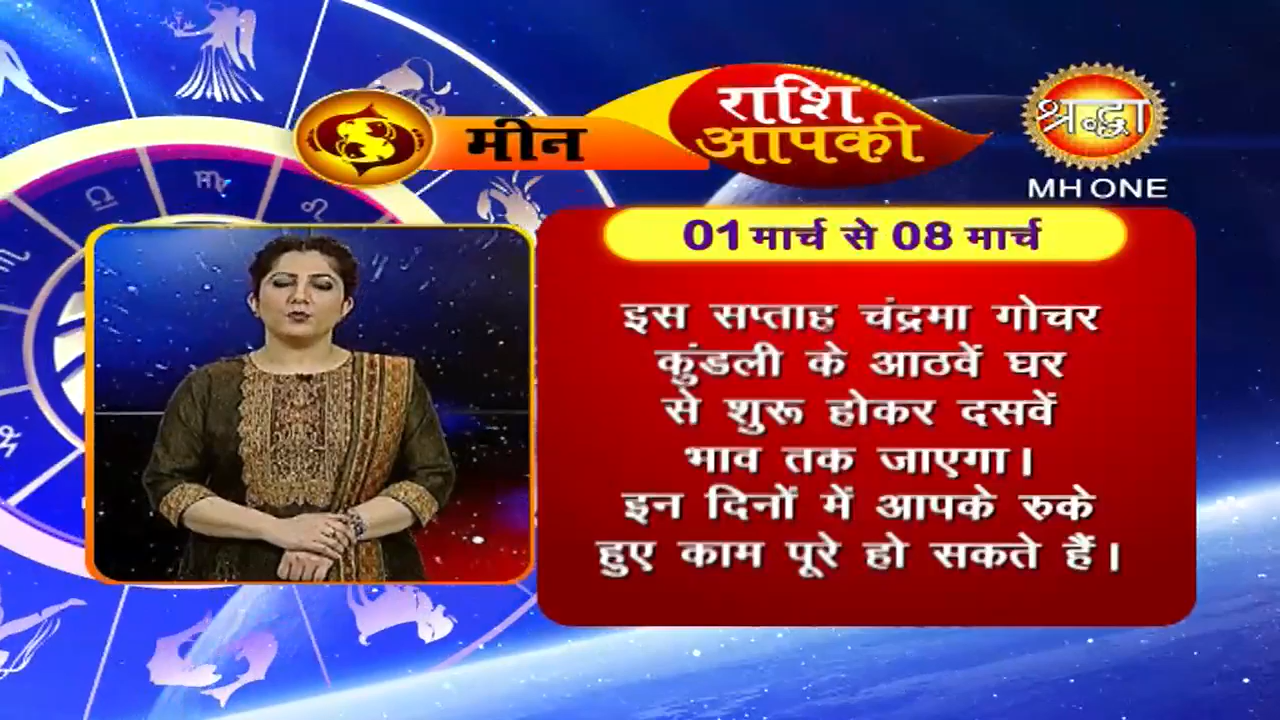 राशि
आपकी
मीन
श्रद्धा
MH ONE
01 मार्च से 08 मार्च
इस सप्ताह चंद्रमा गोचर
कुंडली के आठवें घर
से शुरू होकर दसवें
भाव तक जाएगा।
इन दिनों में आपके रुके
हुए काम पूरे हो सकते हैं।